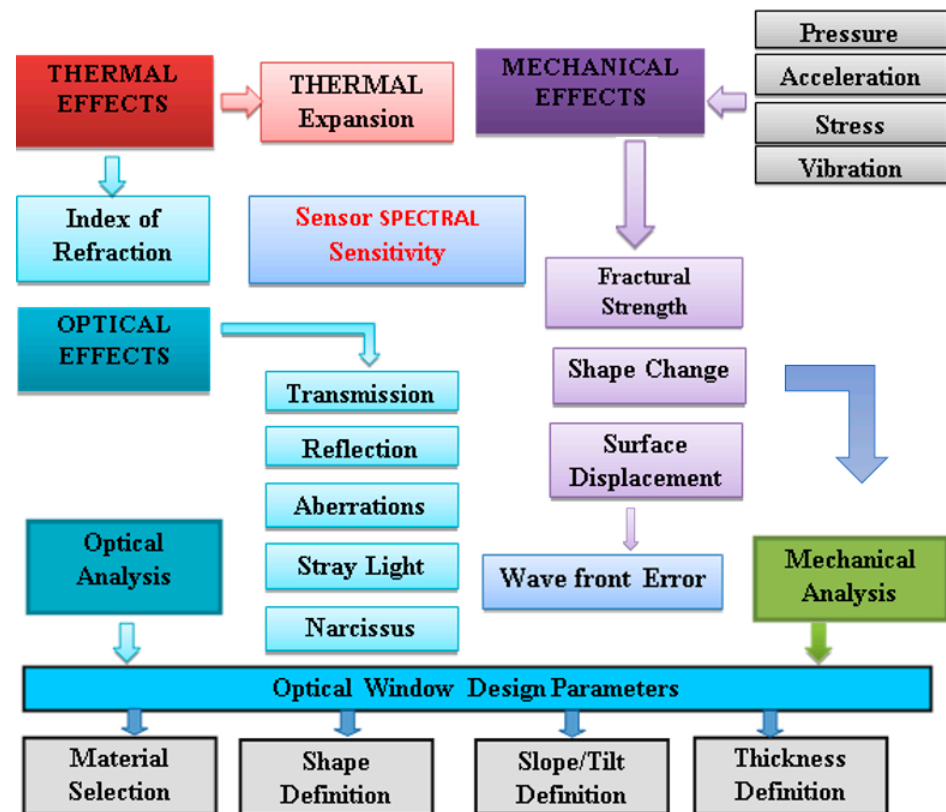 THERMAL
EFFECTS
THERMAL
Expansion
MECHANICAL
EFFECTS
Pressure
Acceleration
Stress
Vibration
Index of
Refraction
Sensor SPECTRAL
Sensitivity
Fractural
Strength
OPTICAL
EFFECTS
Shape Change
Transmission
Reflection
Surface
Displacement
Aberrations
Optical
Analysis
Stray Light
Wave front Error
Mechanical
Analysis
Narcissus
Optical Window Design Parameters
Material
Selection
Shape
Definition
Slope/Tilt
Definition
Thickness
Definition